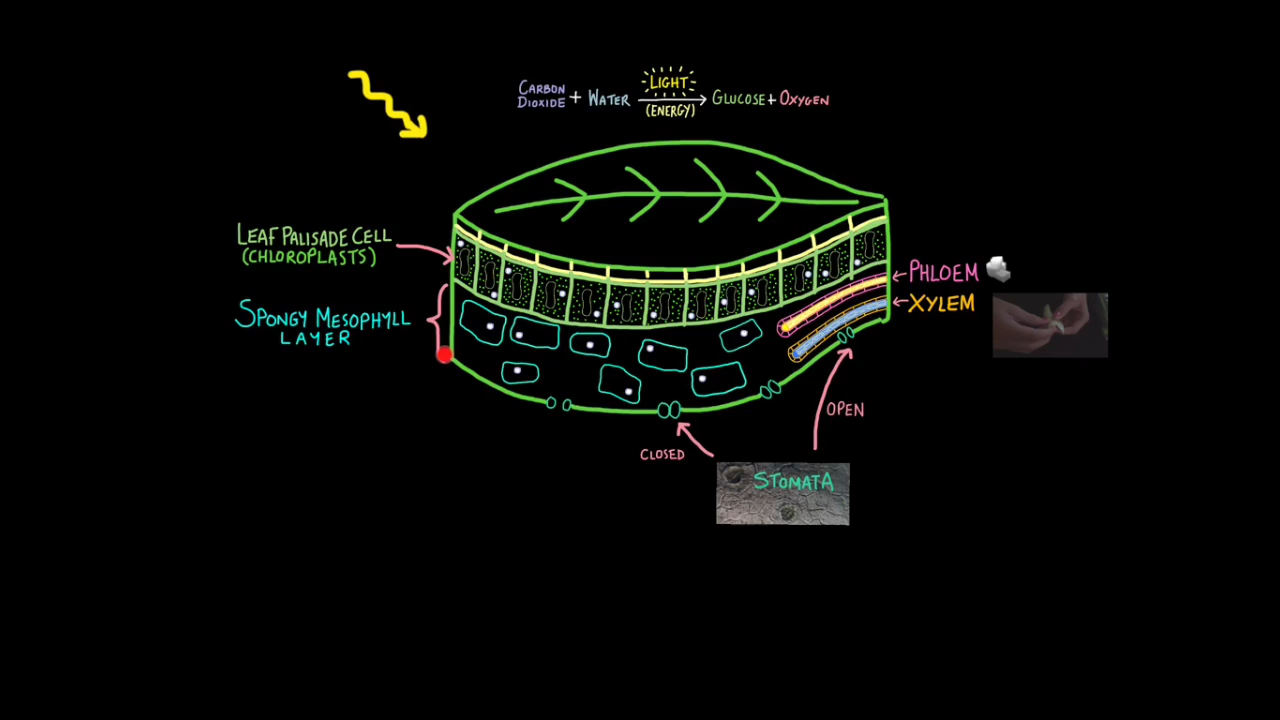 CARBON DIOXIDE + WATER LIGHT (ENERGY) → GLUCOSE + OXYGEN
LEAF PALISADE CELL
(CHLOROPLASTS)
SPONGY MESOPHYLL
LAYER
PHLOEM
XYLEM
OPEN
CLOSED
STOMATA